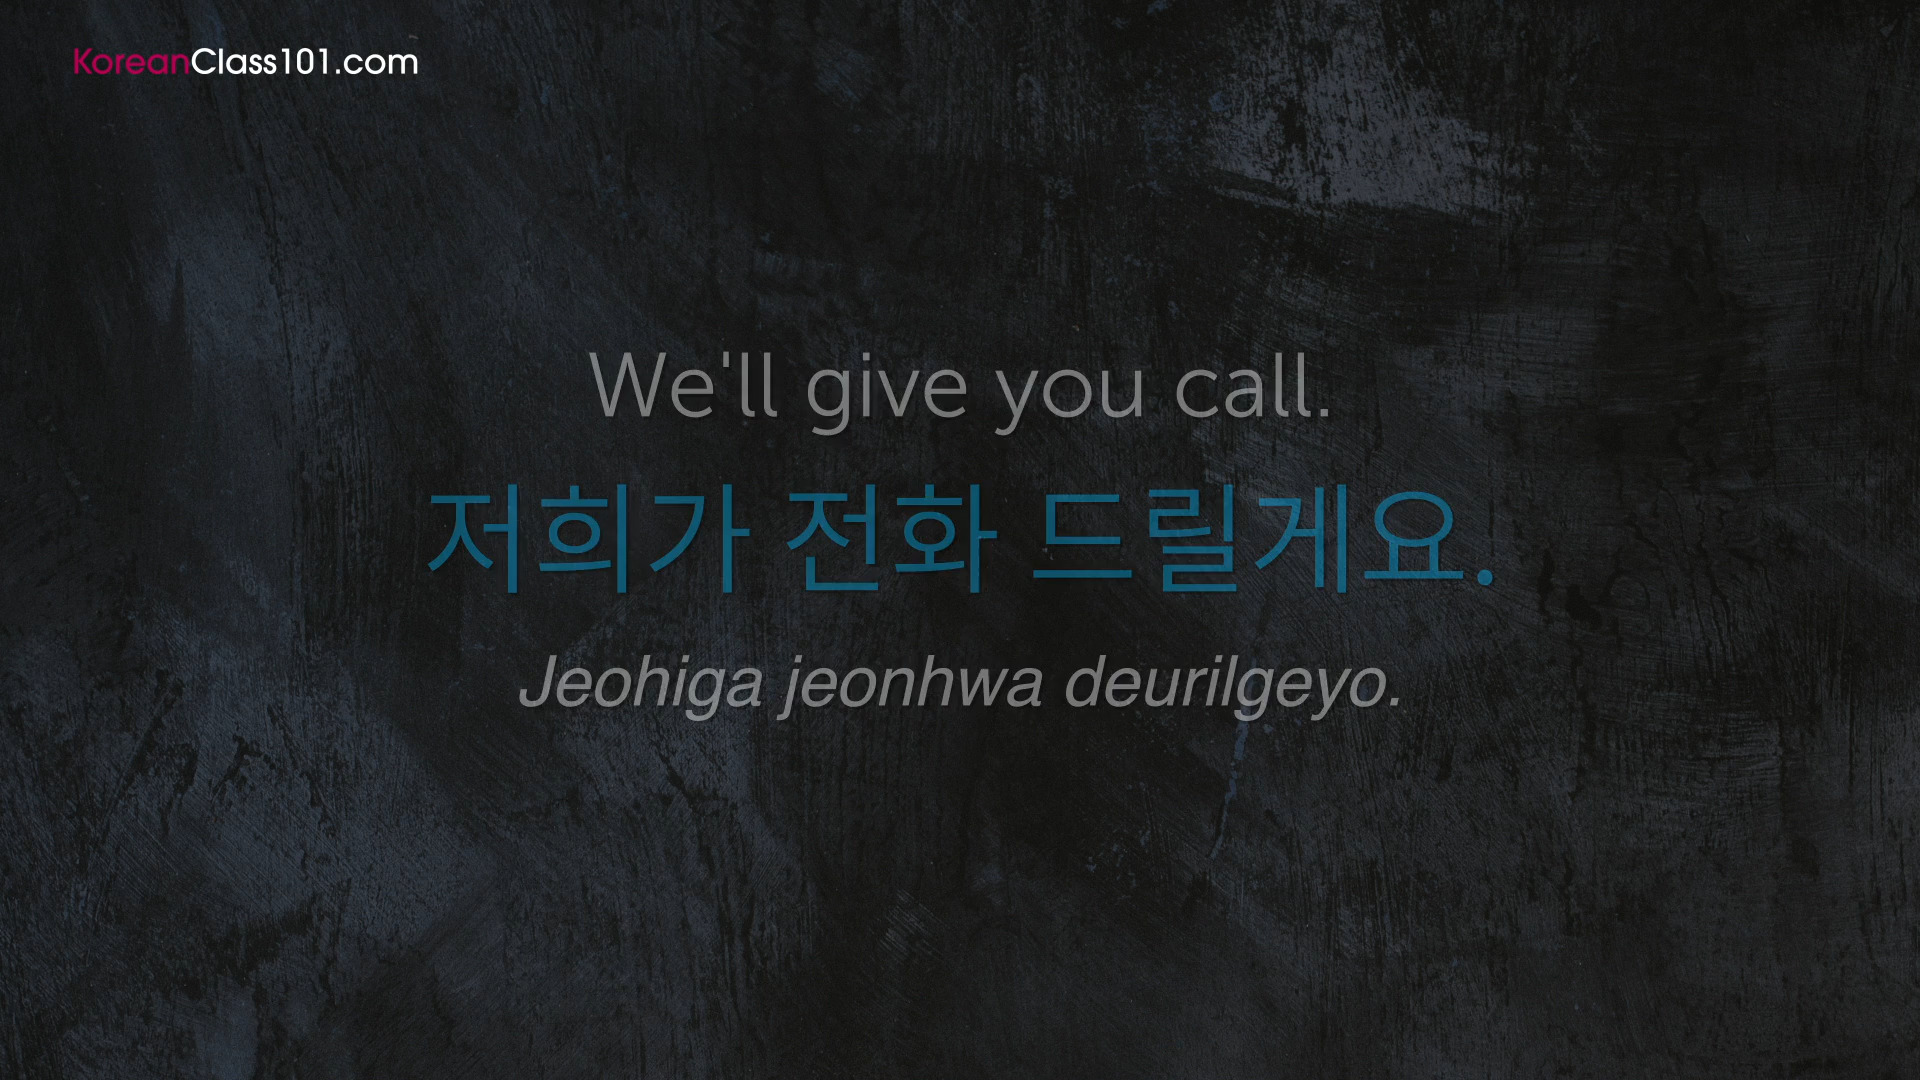 KoreanClass101.com
We'll give you call.
저희가 전화 드릴게요.
Jeohiga jeonhwa deurilgeyo.